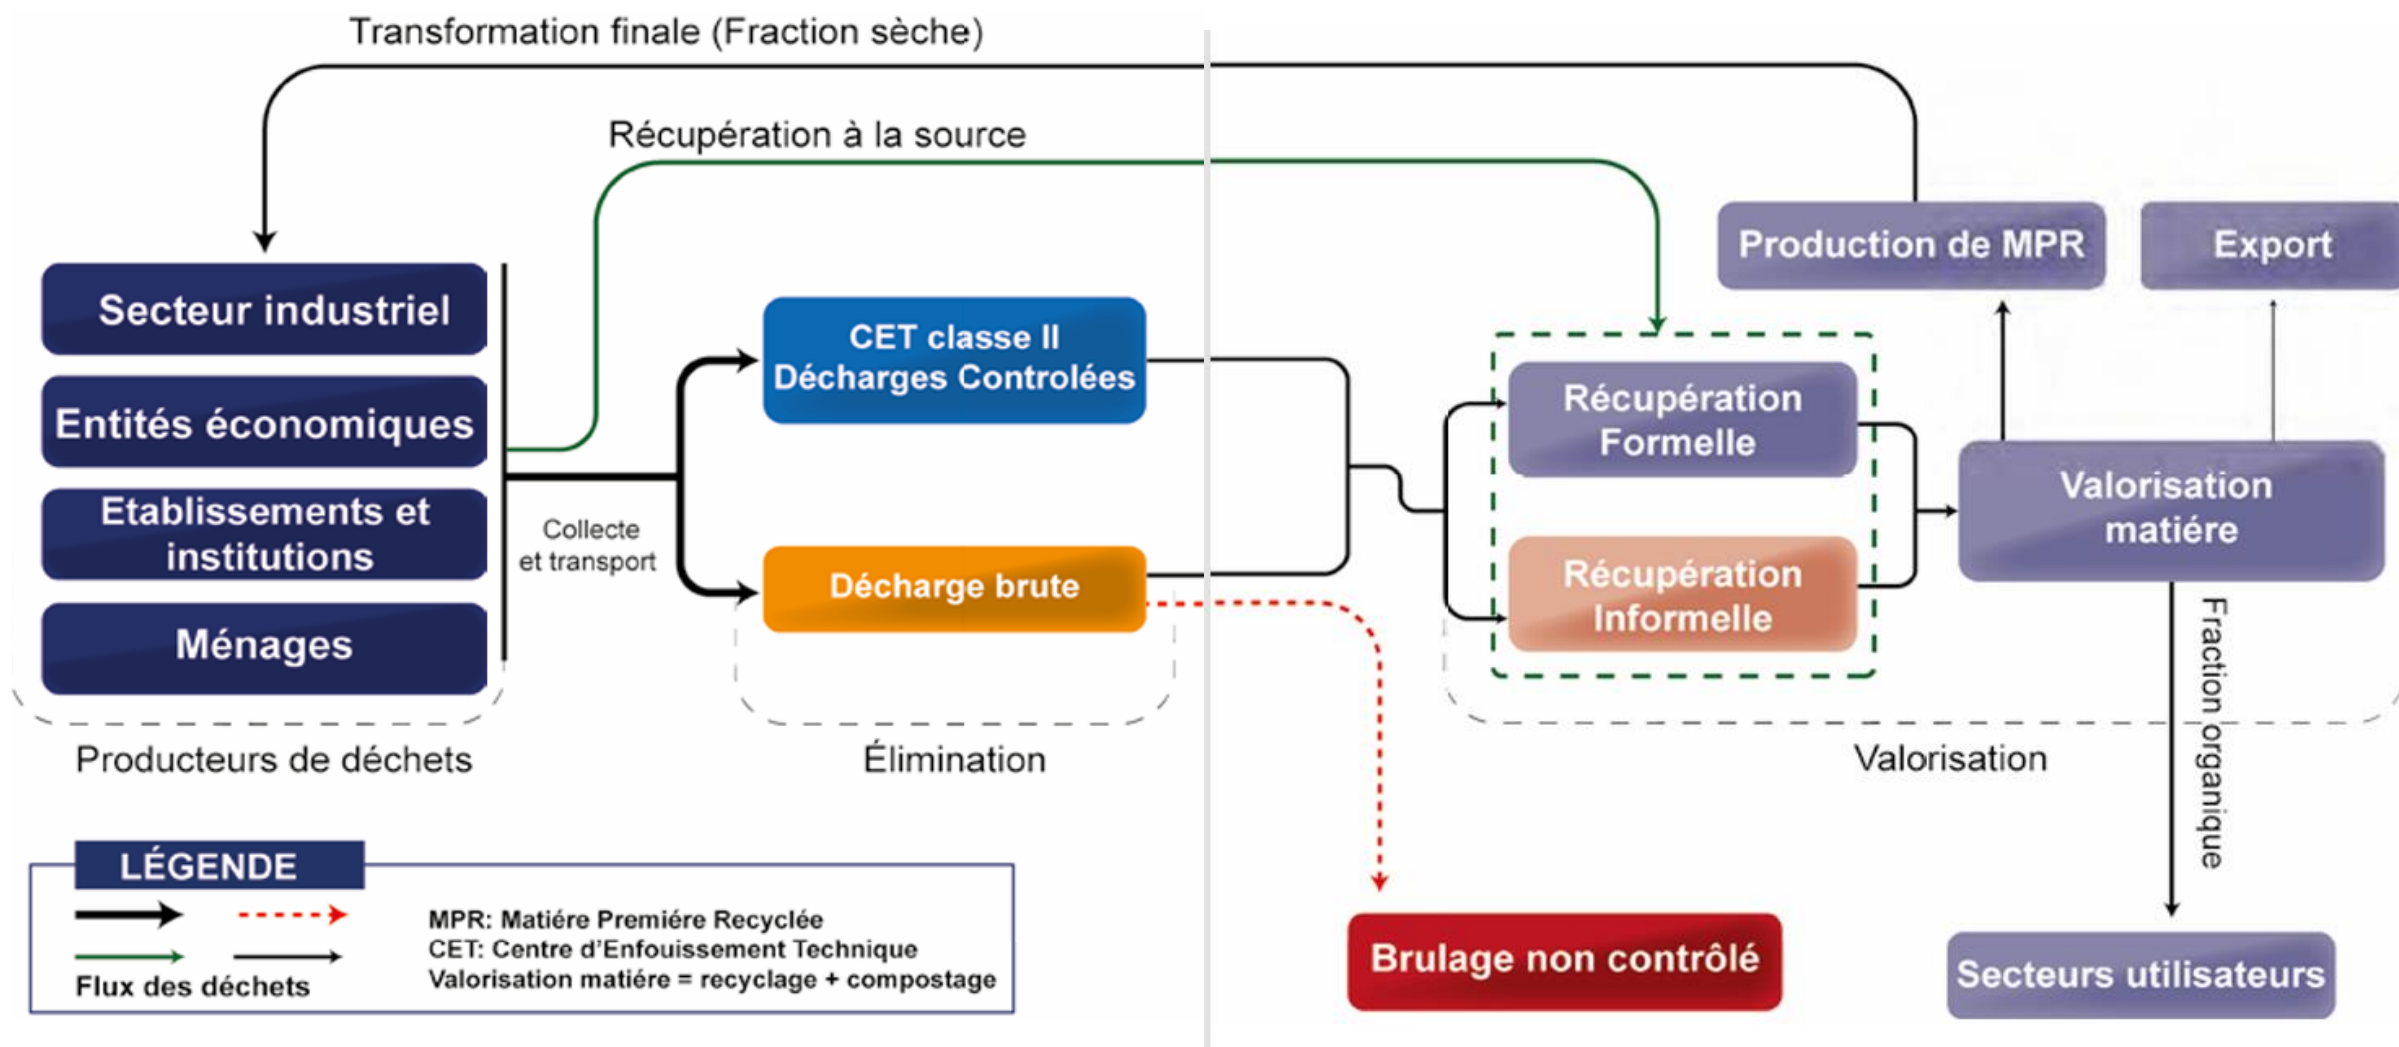 Transformation finale (Fraction sèche)
Récupération à la source
Production de MPR
Export
Secteur industriel
Entités économiques
Etablissements et
institutions
Ménages
Collecte
et transport
CET classe II
Décharges Controlées
Décharge brute
Récupération
Formelle
Récupération
Informelle
Valorisation
matiére
Fraction organique
Producteurs de déchets
Élimination
Valorisation
LÉGENDE
Flux des déchets
MPR: Matiére Premiére Recyclée
CET: Centre d'Enfouissement Technique
Valorisation matiére = recyclage + compostage
Brulage non contrôlé
Secteurs utilisateurs